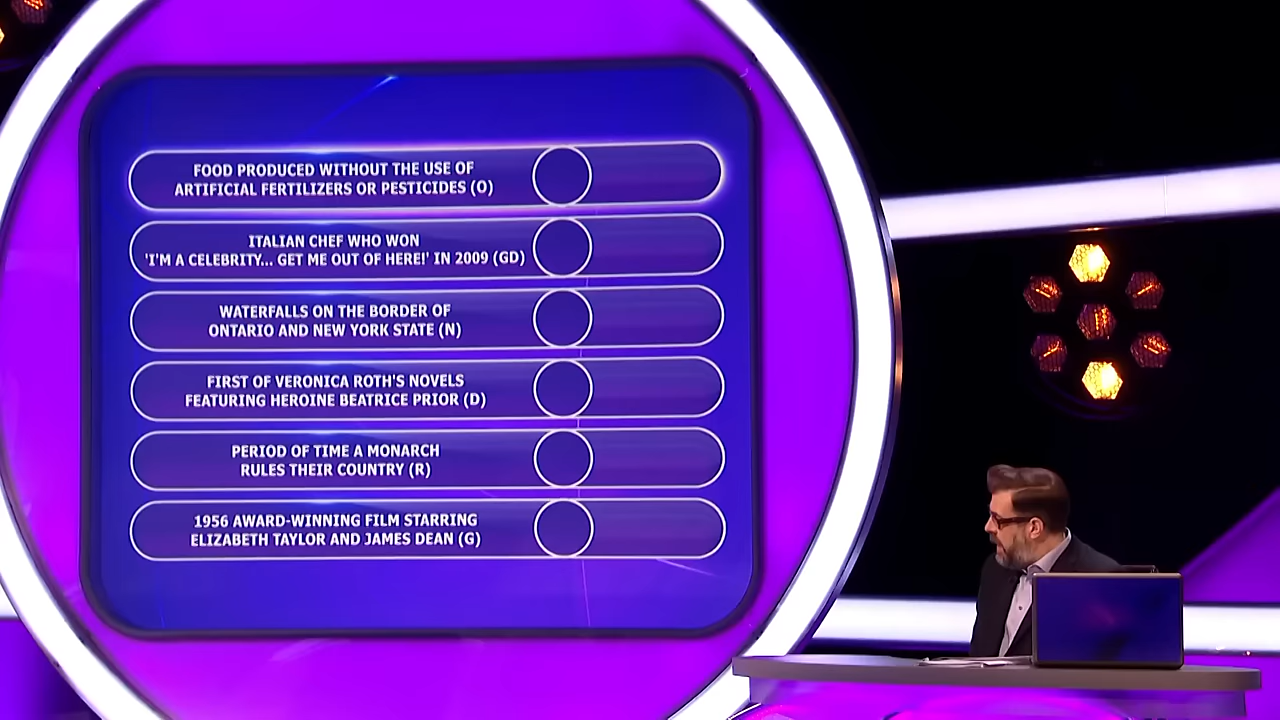 FOOD PRODUCED WITHOUT THE USE OF
ARTIFICIAL FERTILIZERS OR PESTICIDES (O)
ITALIAN CHEF WHO WON
'I'M A CELEBRITY... GET ME OUT OF HERE!' IN 2009 (GD)
WATERFALLS ON THE BORDER OF
ONTARIO AND NEW YORK STATE (N)
FIRST OF VERONICA ROTH'S NOVELS
FEATURING HEROINE BEATRICE PRIOR (D)
PERIOD OF TIME A MONARCH
RULES THEIR COUNTRY (R)
1956 AWARD-WINNING FILM STARRING
ELIZABETH TAYLOR AND JAMES DEAN (G)